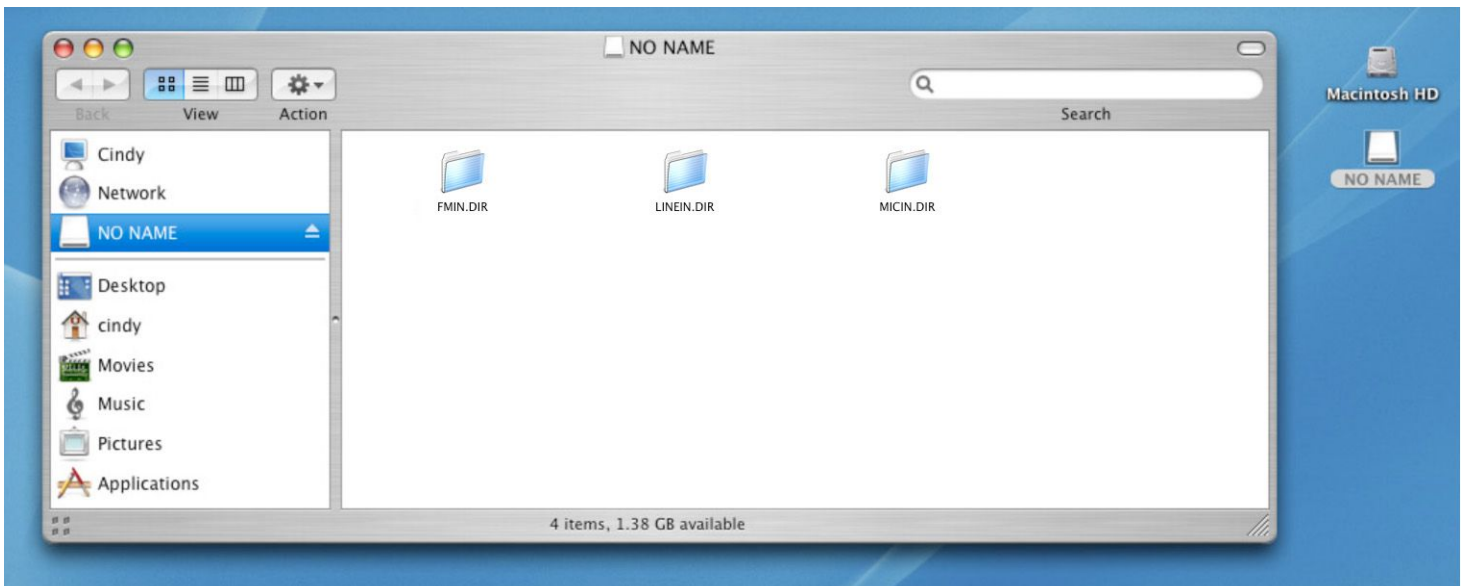 NO NAME
Back View Action Search
Cindy
Network
NO NAME
Desktop
cindy
Movies
Music
Pictures
Applications
FMIN.DIR LINEIN.DIR MICIN.DIR
4 items, 1.38 GB available
Macintosh HD
NO NAME